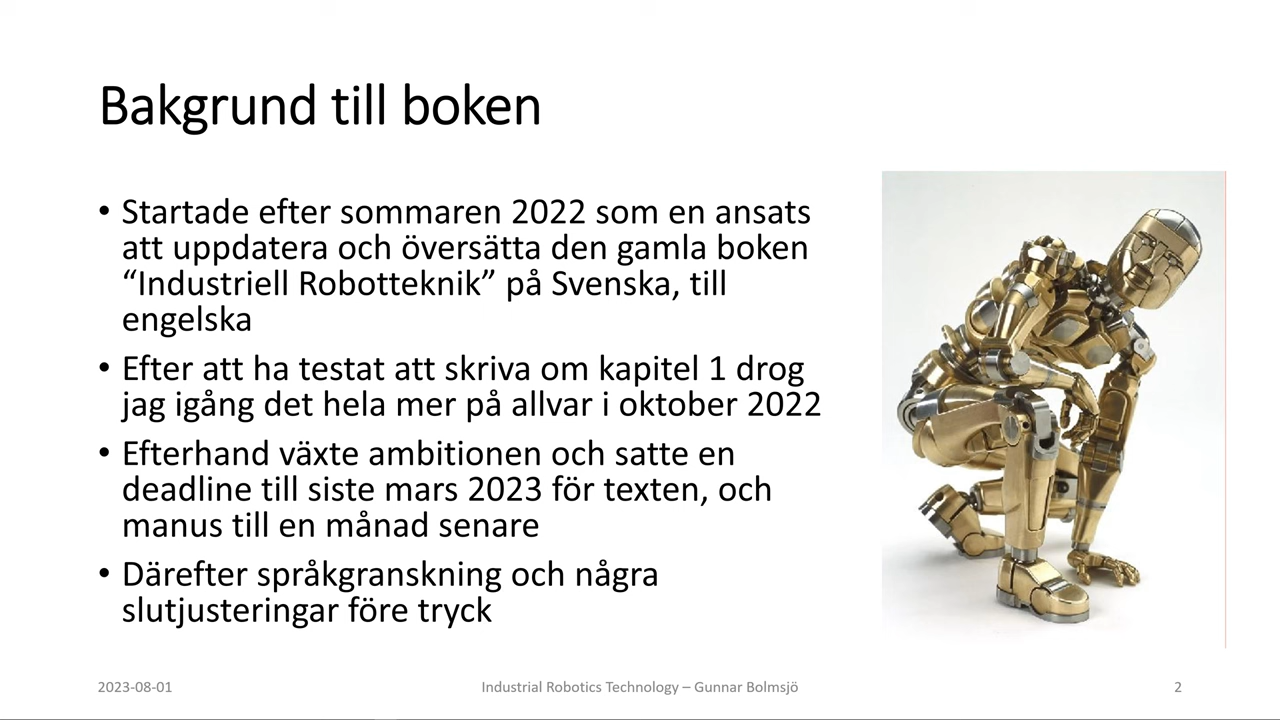 Bakgrund till boken
• Startade efter sommaren 2022 som en ansats
att uppdatera och översätta den gamla boken
“Industriell Robotteknik” på Svenska, till
engelska
• Efter att ha testat att skriva om kapitel 1 drog
jag igång det hela mer på allvar i oktober 2022
• Efterhand växte ambitionen och satte en
deadline till siste mars 2023 för texten, och
manus till en månad senare
• Därefter språkgranskning och några
slutjusteringar före tryck
2023-08-01
Industrial Robotics Technology – Gunnar Bolmsjö
2